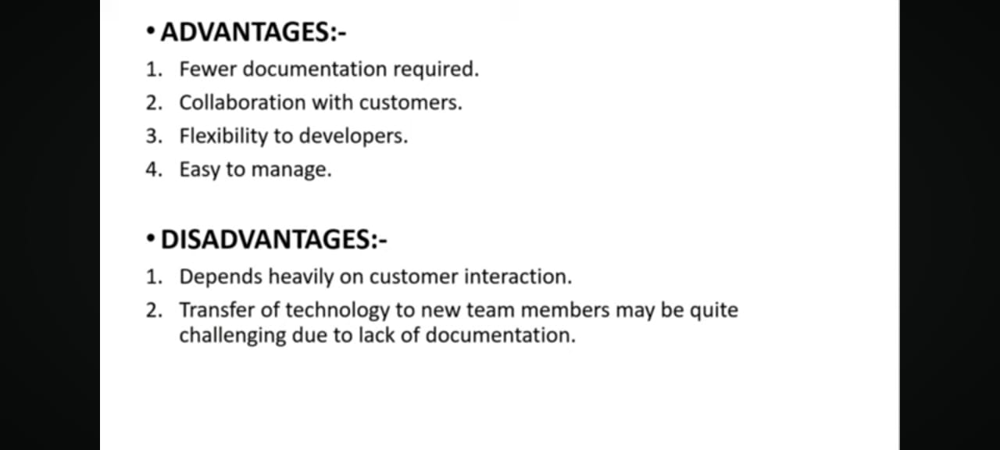 • ADVANTAGES:-
1. Fewer documentation required.
2. Collaboration with customers.
3. Flexibility to developers.
4. Easy to manage.
• DISADVANTAGES:-
1. Depends heavily on customer interaction.
2. Transfer of technology to new team members may be quite
challenging due to lack of documentation.